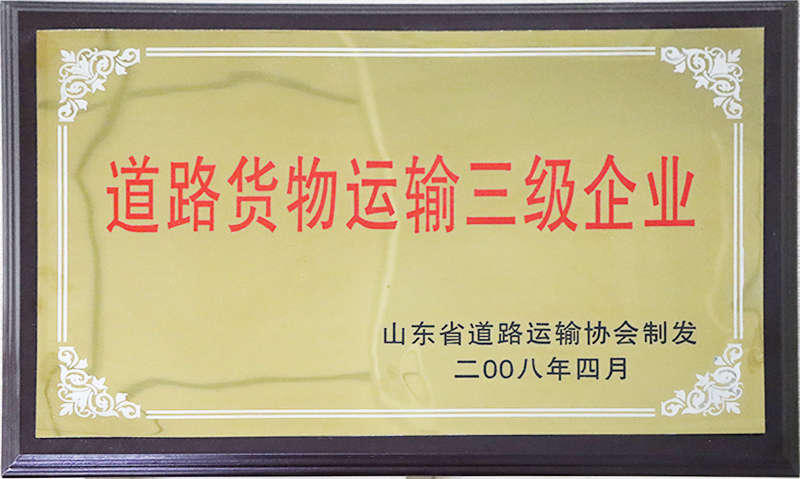 道路货物运输三级企业
山东省道路运输协会制发
二00八年四月